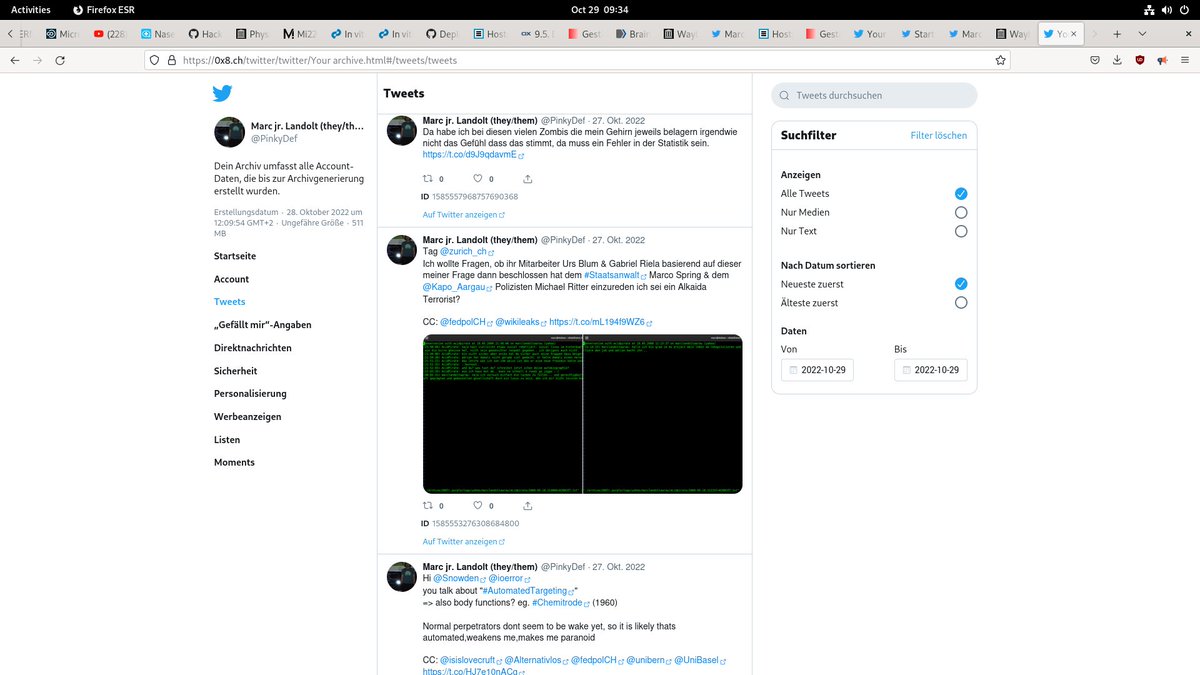 Activities
Firefox ESR
Oct 29 09:34
Micr
(228
Nase
Hack
Phys
Mi22
In vit
In vit
Depl
Host
9.5.
Gest
Brain
Wayl
Marc
Host
Gest
Your
Start
Marc
Wayl
Yo
https://0x8.ch/twitter/twitter/Your archive.html#/tweets/tweets
Marc jr. Landolt (they/th...
@PinkyDef
Dein Archiv umfasst alle Account-
Daten, die bis zur Archivgenerierung
erstellt wurden.
Erstellungsdatum · 28. Oktober 2022 um
12:09:54 GMT+2 · Ungefähre Größe · 511
MB
Startseite
Account
Tweets
„Gefällt mir“-Angaben
Direktnachrichten
Sicherheit
Personalisierung
Werbeanzeigen
Listen
Moments
Tweets
Marc jr. Landolt (they/them) @PinkyDef · 27. Okt. 2022
Da habe ich bei diesen vielen Zombis die mein Gehirn jeweils belagern irgendwie
nicht das Gefühl dass das stimmt, da muss ein Fehler in der Statistik sein.
https://t.co/d9J9qdavmE
0 0
ID 1585557968757690368
Auf Twitter anzeigen
Marc jr. Landolt (they/them) @PinkyDef · 27. Okt. 2022
Tag @zurich_ch
Ich wollte Fragen, ob ihr Mitarbeiter Urs Blum & Gabriel Riela basierend auf dieser
meiner Frage dann beschlossen hat dem #Staatsanwalt Marco Spring & dem
@Kapo_Aargau Polizisten Michael Ritter einzureden ich sei ein Alkaida
Terrorist?
CC: @fedpolCH @wikileaks https://t.co/mL194f9WZ6
0 0
ID 1585553276308684800
Auf Twitter anzeigen
Marc jr. Landolt (they/them) @PinkyDef · 27. Okt. 2022
Hi @Snowden @ioerror
you talk about "#AutomatedTargeting"
=> also body functions? eg. #Chemitrode (1960)
Normal perpetrators dont seem to be wake yet, so it is likely thats
automated,weakens me,makes me paranoid
CC: @isislovecruft @Alternativlos @fedpolCH @unibern @UniBasel
https://t.co/HJ7e10nACg
Tweets durchsuchen
Suchfilter
Filter löschen
Anzeigen
Alle Tweets
Nur Medien
Nur Text
Nach Datum sortieren
Neueste zuerst
Älteste zuerst
Daten
Von Bis
2022-10-29 2022-10-29